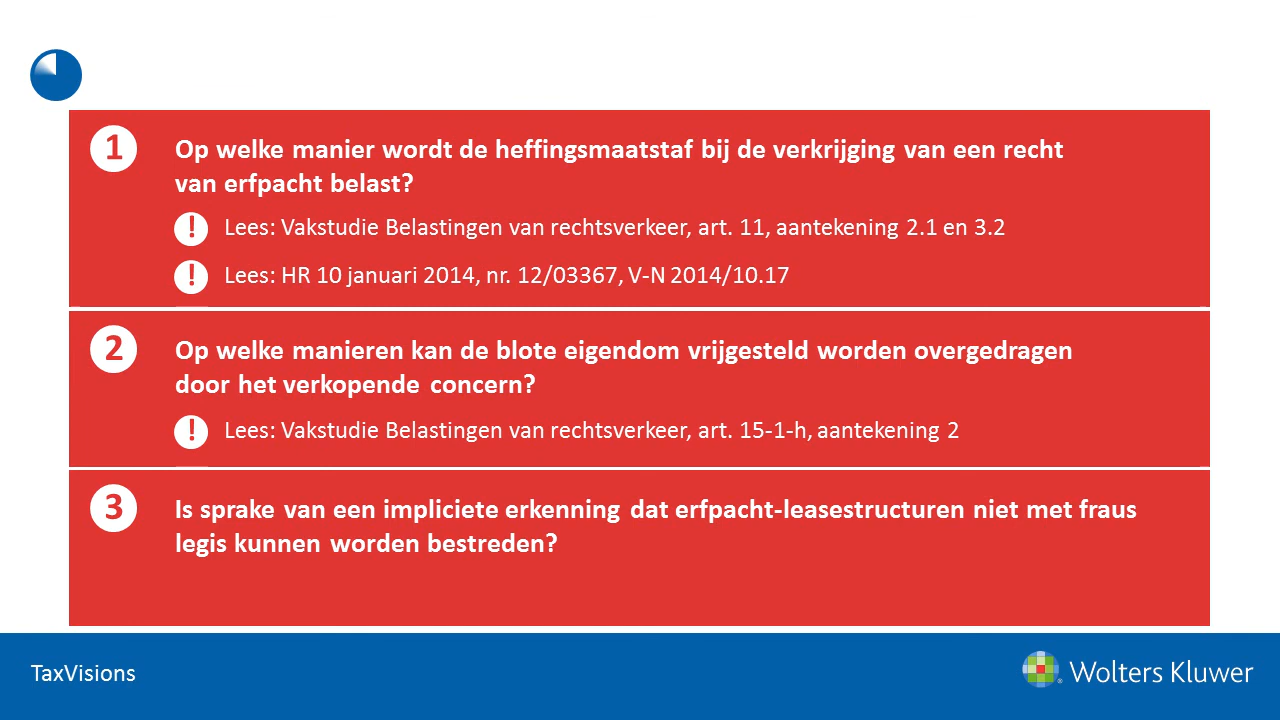 1
Op welke manier wordt de heffingsmaatstaf bij de verkrijging van een recht
van erfpacht belast?
! Lees: Vakstudie Belastingen van rechtsverkeer, art. 11, aantekening 2.1 en 3.2
! Lees: HR 10 januari 2014, nr. 12/03367, V-N 2014/10.17
2
Op welke manieren kan de blote eigendom vrijgesteld worden overgedragen
door het verkopende concern?
! Lees: Vakstudie Belastingen van rechtsverkeer, art. 15-1-h, aantekening 2
3
Is sprake van een impliciete erkenning dat erfpacht-leasestructuren niet met fraus
legis kunnen worden bestreden?
TaxVisions
Wolters Kluwer